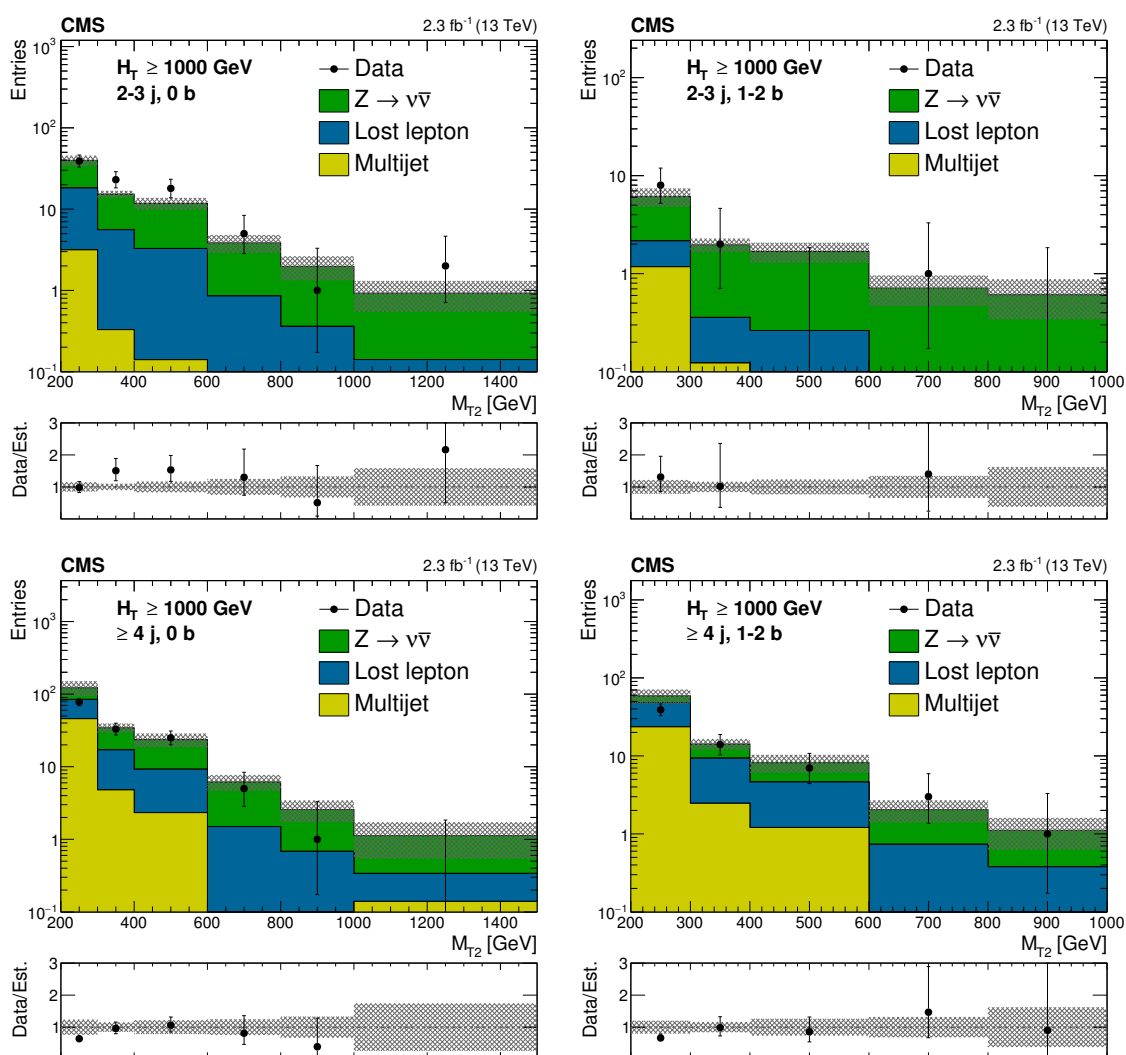 CMS 2.3 fb⁻¹ (13 TeV)
Entries
10³
10²
10
1
10⁻¹
H_T ≥ 1000 GeV
2-3 j, 0 b
Data
Z → νν̅
Lost lepton
Multijet
200 400 600 800 1000 1200 1400
M_T2 [GeV]
Data/Est.
3
2
1
CMS 2.3 fb⁻¹ (13 TeV)
Entries
10²
10
1
10⁻¹
H_T ≥ 1000 GeV
2-3 j, 1-2 b
Data
Z → νν̅
Lost lepton
Multijet
200 300 400 500 600 700 800 900 1000
M_T2 [GeV]
Data/Est.
3
2
1
CMS 2.3 fb⁻¹ (13 TeV)
Entries
10³
10²
10
1
10⁻¹
H_T ≥ 1000 GeV
≥ 4 j, 0 b
Data
Z → νν̅
Lost lepton
Multijet
200 400 600 800 1000 1200 1400
M_T2 [GeV]
Data/Est.
3
2
1
CMS 2.3 fb⁻¹ (13 TeV)
Entries
10³
10²
10
1
10⁻¹
H_T ≥ 1000 GeV
≥ 4 j, 1-2 b
Data
Z → νν̅
Lost lepton
Multijet
200 300 400 500 600 700 800 900 1000
M_T2 [GeV]
Data/Est.
3
2
1